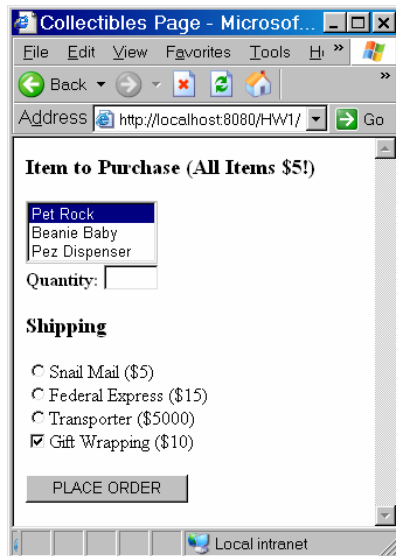 Collectibles Page - Microsof...
File Edit View Favorites Tools »
Back »
Address http://localhost:8080/HW1/ Go
Item to Purchase (All Items $5!)
Pet Rock
Beanie Baby
Pez Dispenser
Quantity:
Shipping
Snail Mail ($5)
Federal Express ($15)
Transporter ($5000)
Gift Wrapping ($10)
PLACE ORDER
Local intranet